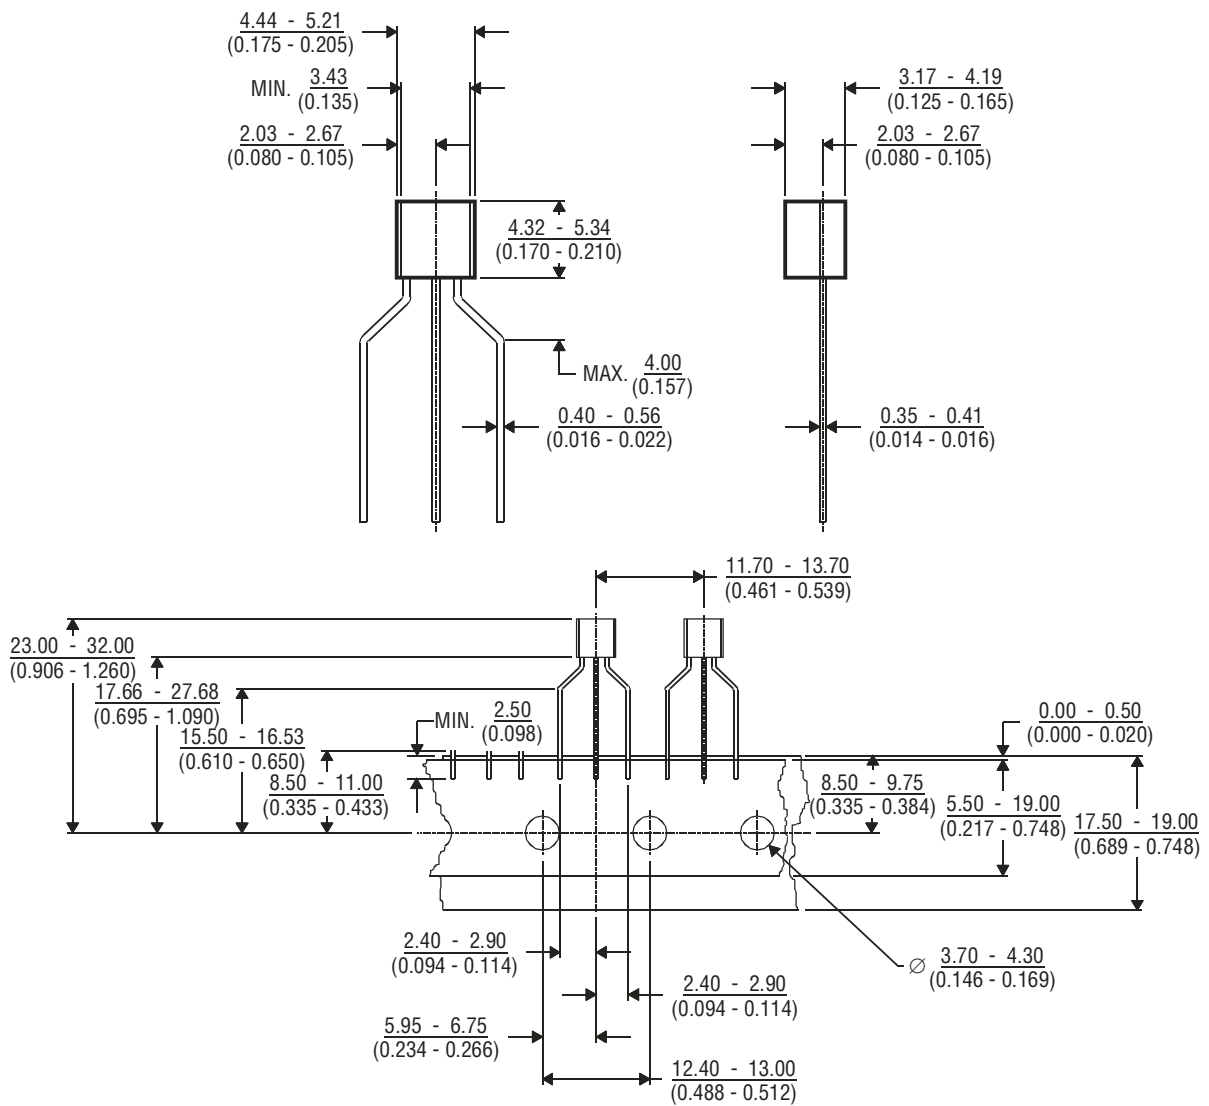 4.44 - 5.21
(0.175 - 0.205)
MIN. 3.43
(0.135)
2.03 - 2.67
(0.080 - 0.105)
3.17 - 4.19
(0.125 - 0.165)
2.03 - 2.67
(0.080 - 0.105)
4.32 - 5.34
(0.170 - 0.210)
MAX. 4.00
(0.157)
0.40 - 0.56
(0.016 - 0.022)
0.35 - 0.41
(0.014 - 0.016)
11.70 - 13.70
(0.461 - 0.539)
23.00 - 32.00
(0.906 - 1.260)
17.66 - 27.68
(0.695 - 1.090)
15.50 - 16.53
(0.610 - 0.650)
8.50 - 11.00
(0.335 - 0.433)
MIN. 2.50
(0.098)
0.00 - 0.50
(0.000 - 0.020)
8.50 - 9.75
(0.335 - 0.384)
5.50 - 19.00
(0.217 - 0.748)
17.50 - 19.00
(0.689 - 0.748)
2.40 - 2.90
(0.094 - 0.114)
∅ 3.70 - 4.30
(0.146 - 0.169)
2.40 - 2.90
(0.094 - 0.114)
5.95 - 6.75
(0.234 - 0.266)
12.40 - 13.00
(0.488 - 0.512)